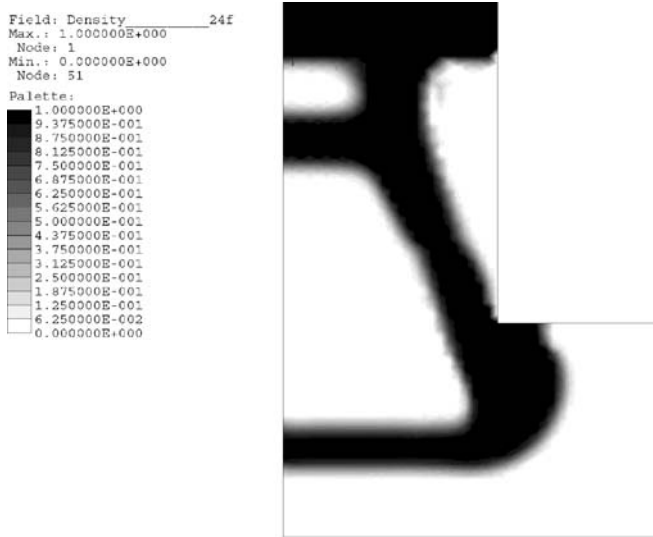 Field: Density__________24f
Max.: 1.000000E+000
Node: 1
Min.: 0.000000E+000
Node: 51
Palette:
1.000000E+000
9.375000E-001
8.750000E-001
8.125000E-001
7.500000E-001
6.875000E-001
6.250000E-001
5.625000E-001
5.000000E-001
4.375000E-001
3.750000E-001
3.125000E-001
2.500000E-001
1.875000E-001
1.250000E-001
6.250000E-002
0.000000E+000